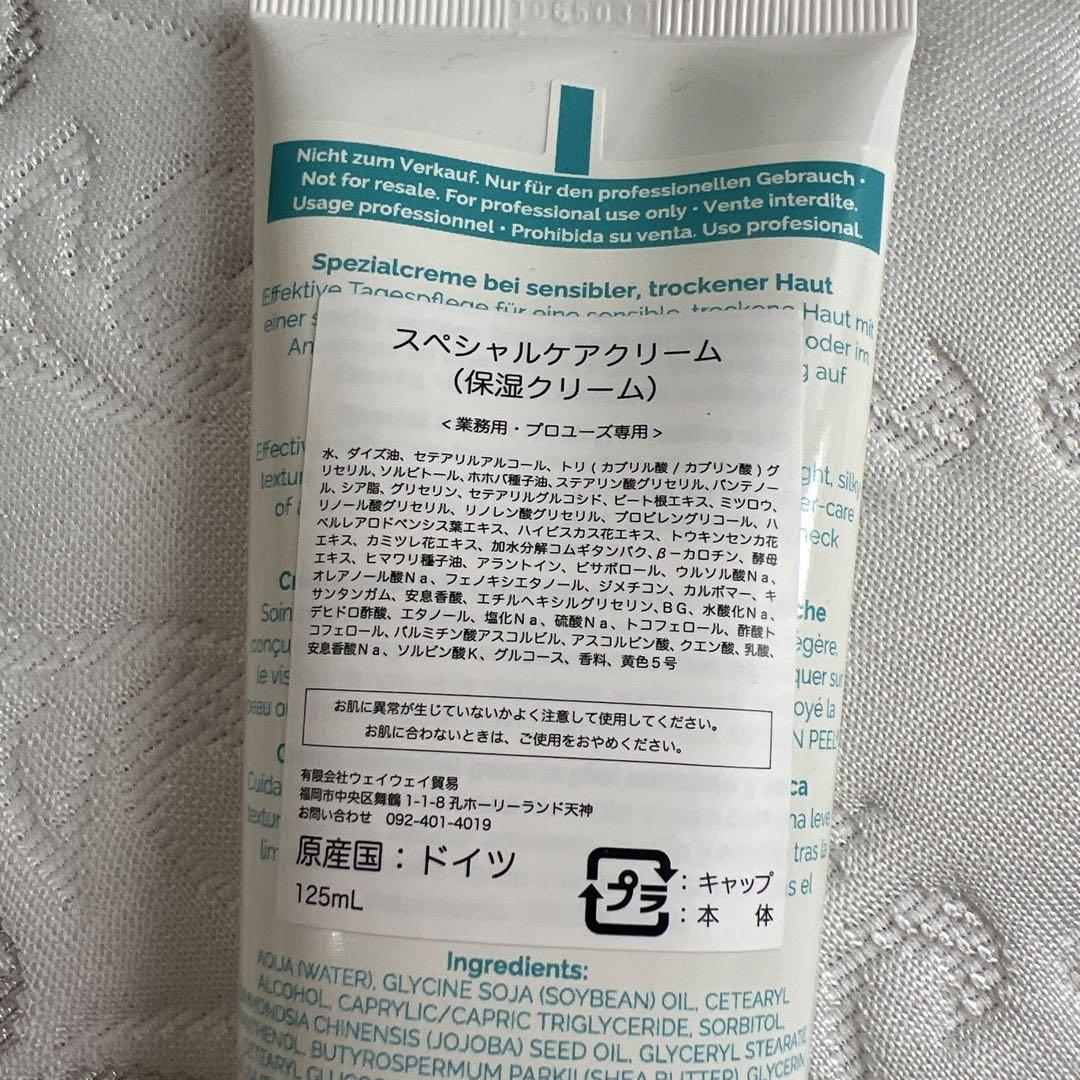 Nicht zum Verkauf. Nur für den professionellen Gebrauch ·
Not for resale. For professional use only · Vente interdite.
Usage professionnel · Prohibida su venta. Uso profesional.
Spezialcreme bei sensibler, trockener Haut
Effektive Tagespflege für eine sensible, trockene Haut mit
einer
oder im
auf
スペシャルケアクリーム
（保湿クリーム）
<業務用・プロユーズ専用>
水、ダイズ油、セテアリルアルコール、トリ(カプリル酸/カプリン酸)グ
リセリル、ソルビトール、ホホバ種子油、ステアリン酸グリセリル、パンテノー
ル、シア脂、グリセリン、セテアリルグルコシド、ビート根エキス、ミツロウ、
リノール酸グリセリル、リノレン酸グリセリル、プロピレングリコール、ハ
ベルレアロドペンシス葉エキス、ハイビスカス花エキス、トウキンセンカ花
エキス、カミツレ花エキス、加水分解コムギタンパク、β－カロチン、酵母
エキス、ヒマワリ種子油、アラントイン、ビサボロール、ウルソル酸Na、
オレアノール酸Na、フェノキシエタノール、ジメチコン、カルボマー、キ
サンタンガム、安息香酸、エチルヘキシルグリセリン、BG、水酸化Na、
デヒドロ酢酸、エタノール、塩化Na、硫酸Na、トコフェロール、酢酸ト
コフェロール、パルミチン酸アスコルビル、アスコルビン酸、クエン酸、乳酸、
安息香酸Na、ソルビン酸K、グルコース、香料、黄色5号
silky
of
お肌に異常が生じていないかよく注意して使用してください。
お肌に合わないときは、ご使用をおやめください。
有限会社ウェイウェイ貿易
福岡市中央区舞鶴1-1-8孔ホーリーランド天神
お問い合わせ 092-401-4019
原産国：ドイツ
125mL
プラ
：キャップ
：本 体
la
PEEL
leve
tras la
el
Ingredients:
AQUA (WATER), GLYCINE SOJA (SOYBEAN) OIL, CETEARYL
ALCOHOL, CAPRYLIC/CAPRIC TRIGLYCERIDE, SORBITOL,
CHINENSIS (JOJOBA) SEED OIL, GLYCERYL
BUTYROSPERMUM PARKII (SHEA BUTTER), GLYCERIN